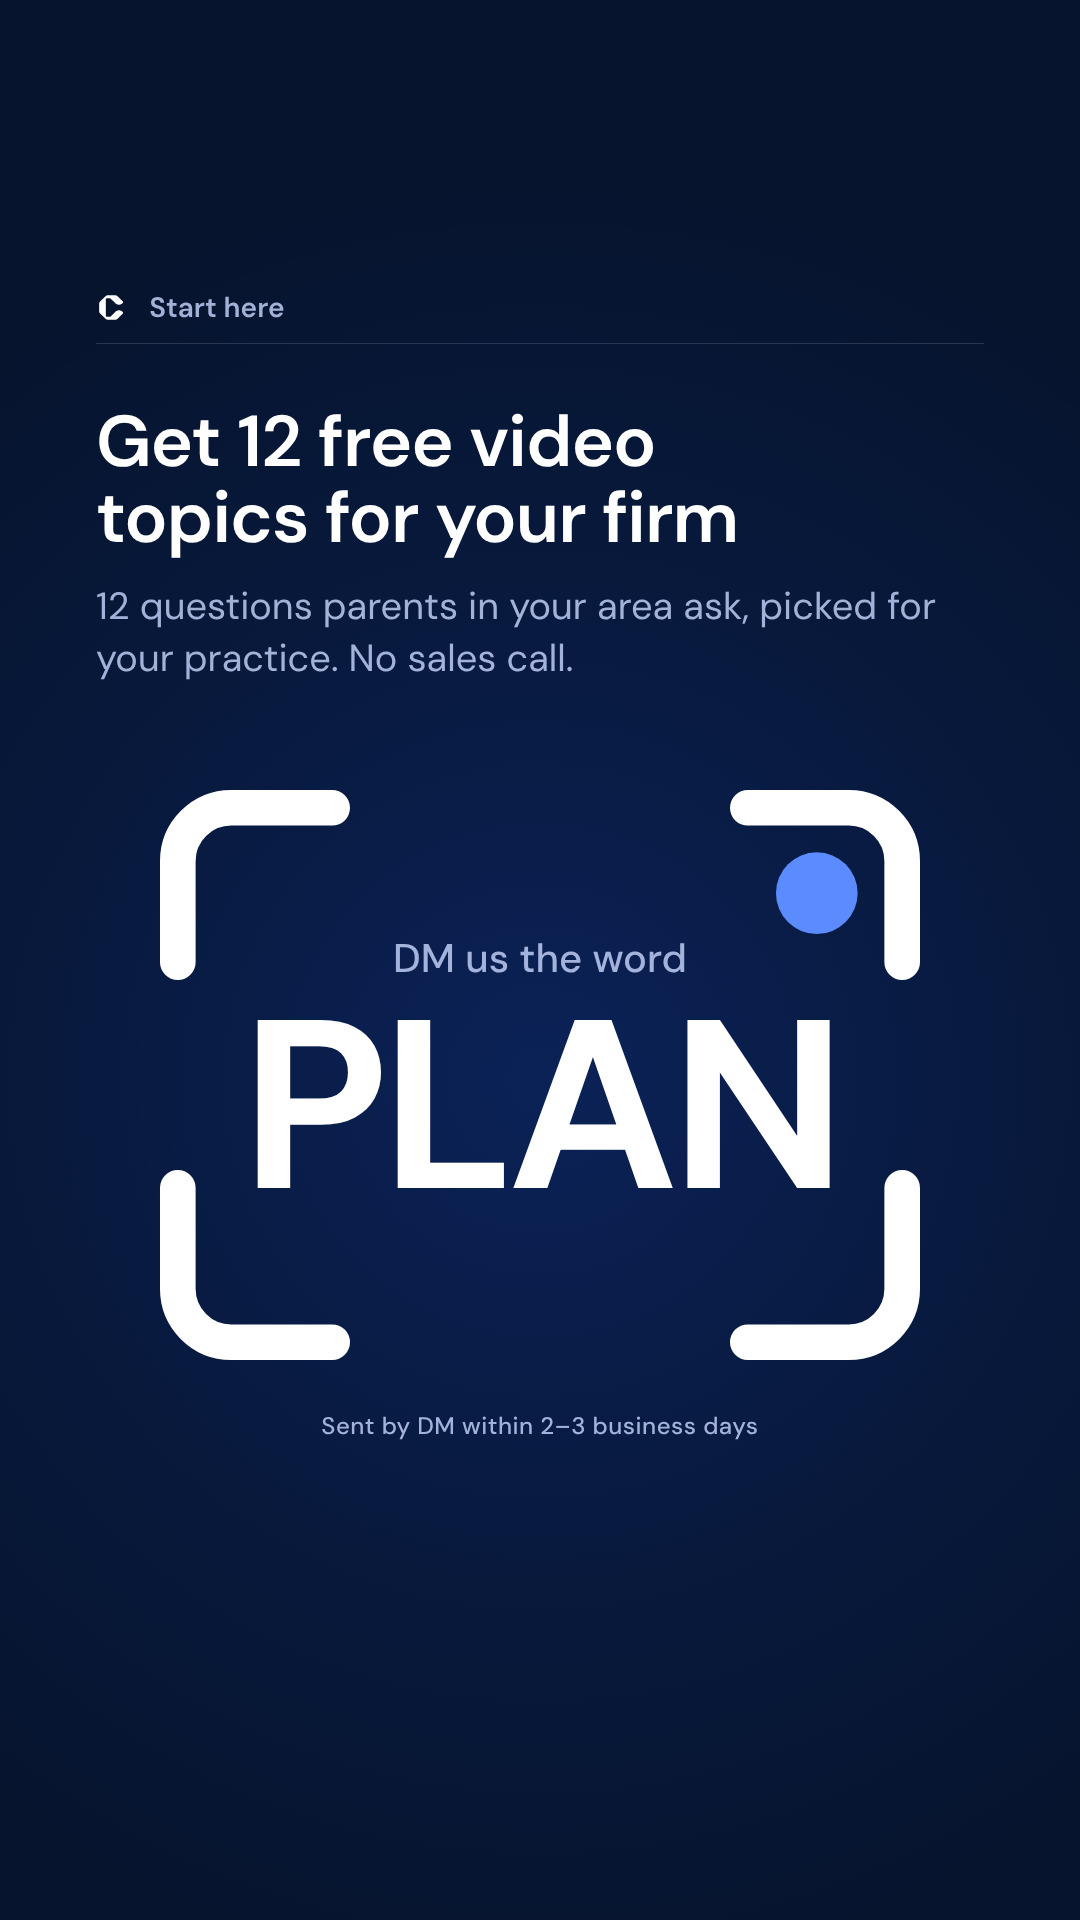 Start here
Get 12 free video
topics for your firm
12 questions parents in your area ask, picked for
your practice. No sales call.
DM us the word
PLAN
Sent by DM within 2–3 business days